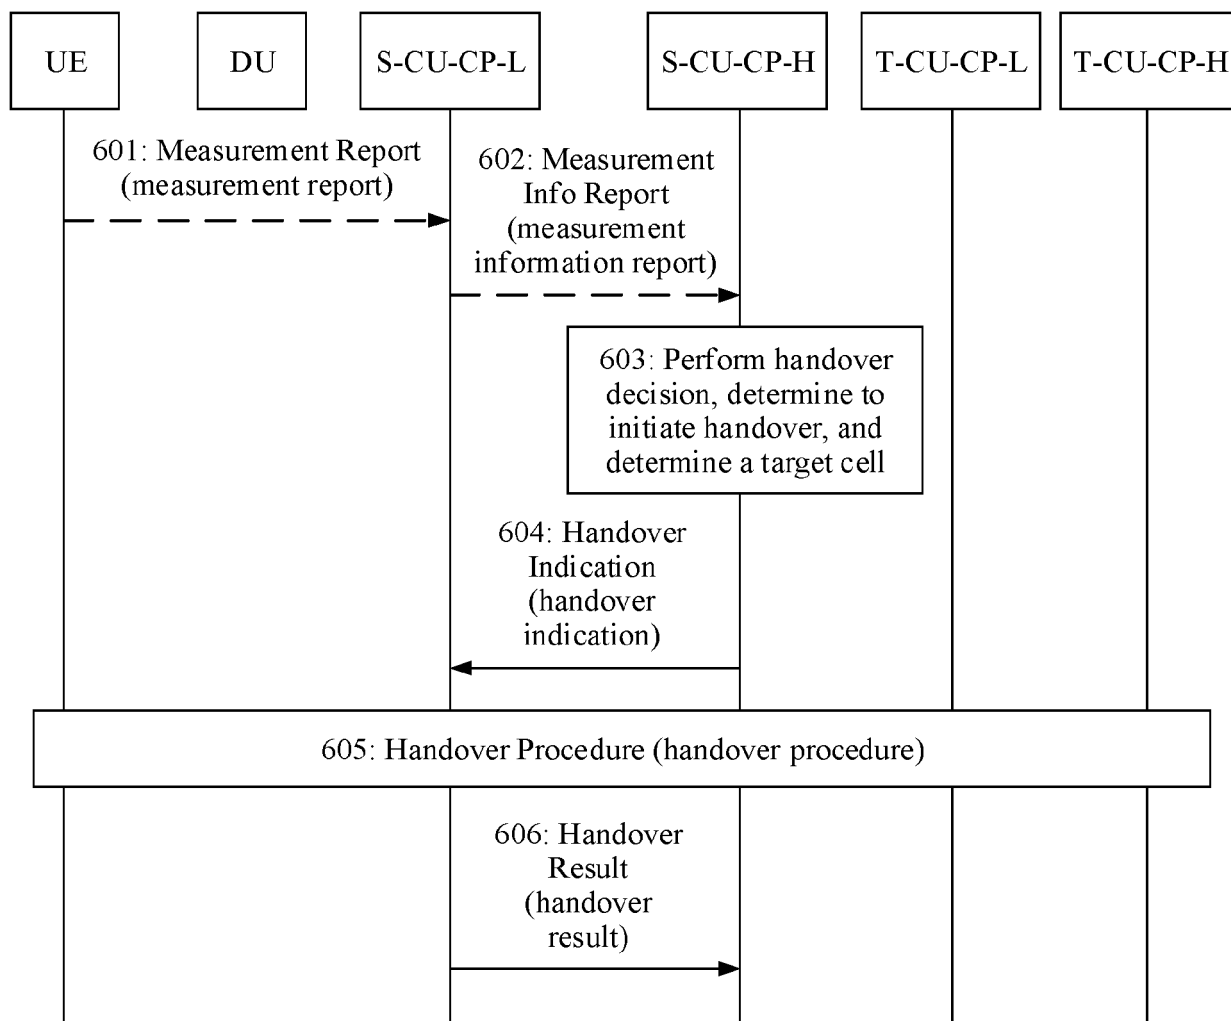 UE
DU
S-CU-CP-L
S-CU-CP-H
T-CU-CP-L
T-CU-CP-H
601: Measurement Report
(measurement report)
602: Measurement
Info Report
(measurement
information report)
603: Perform handover
decision, determine to
initiate handover, and
determine a target cell
604: Handover
Indication
(handover
indication)
605: Handover Procedure (handover procedure)
606: Handover
Result
(handover
result)